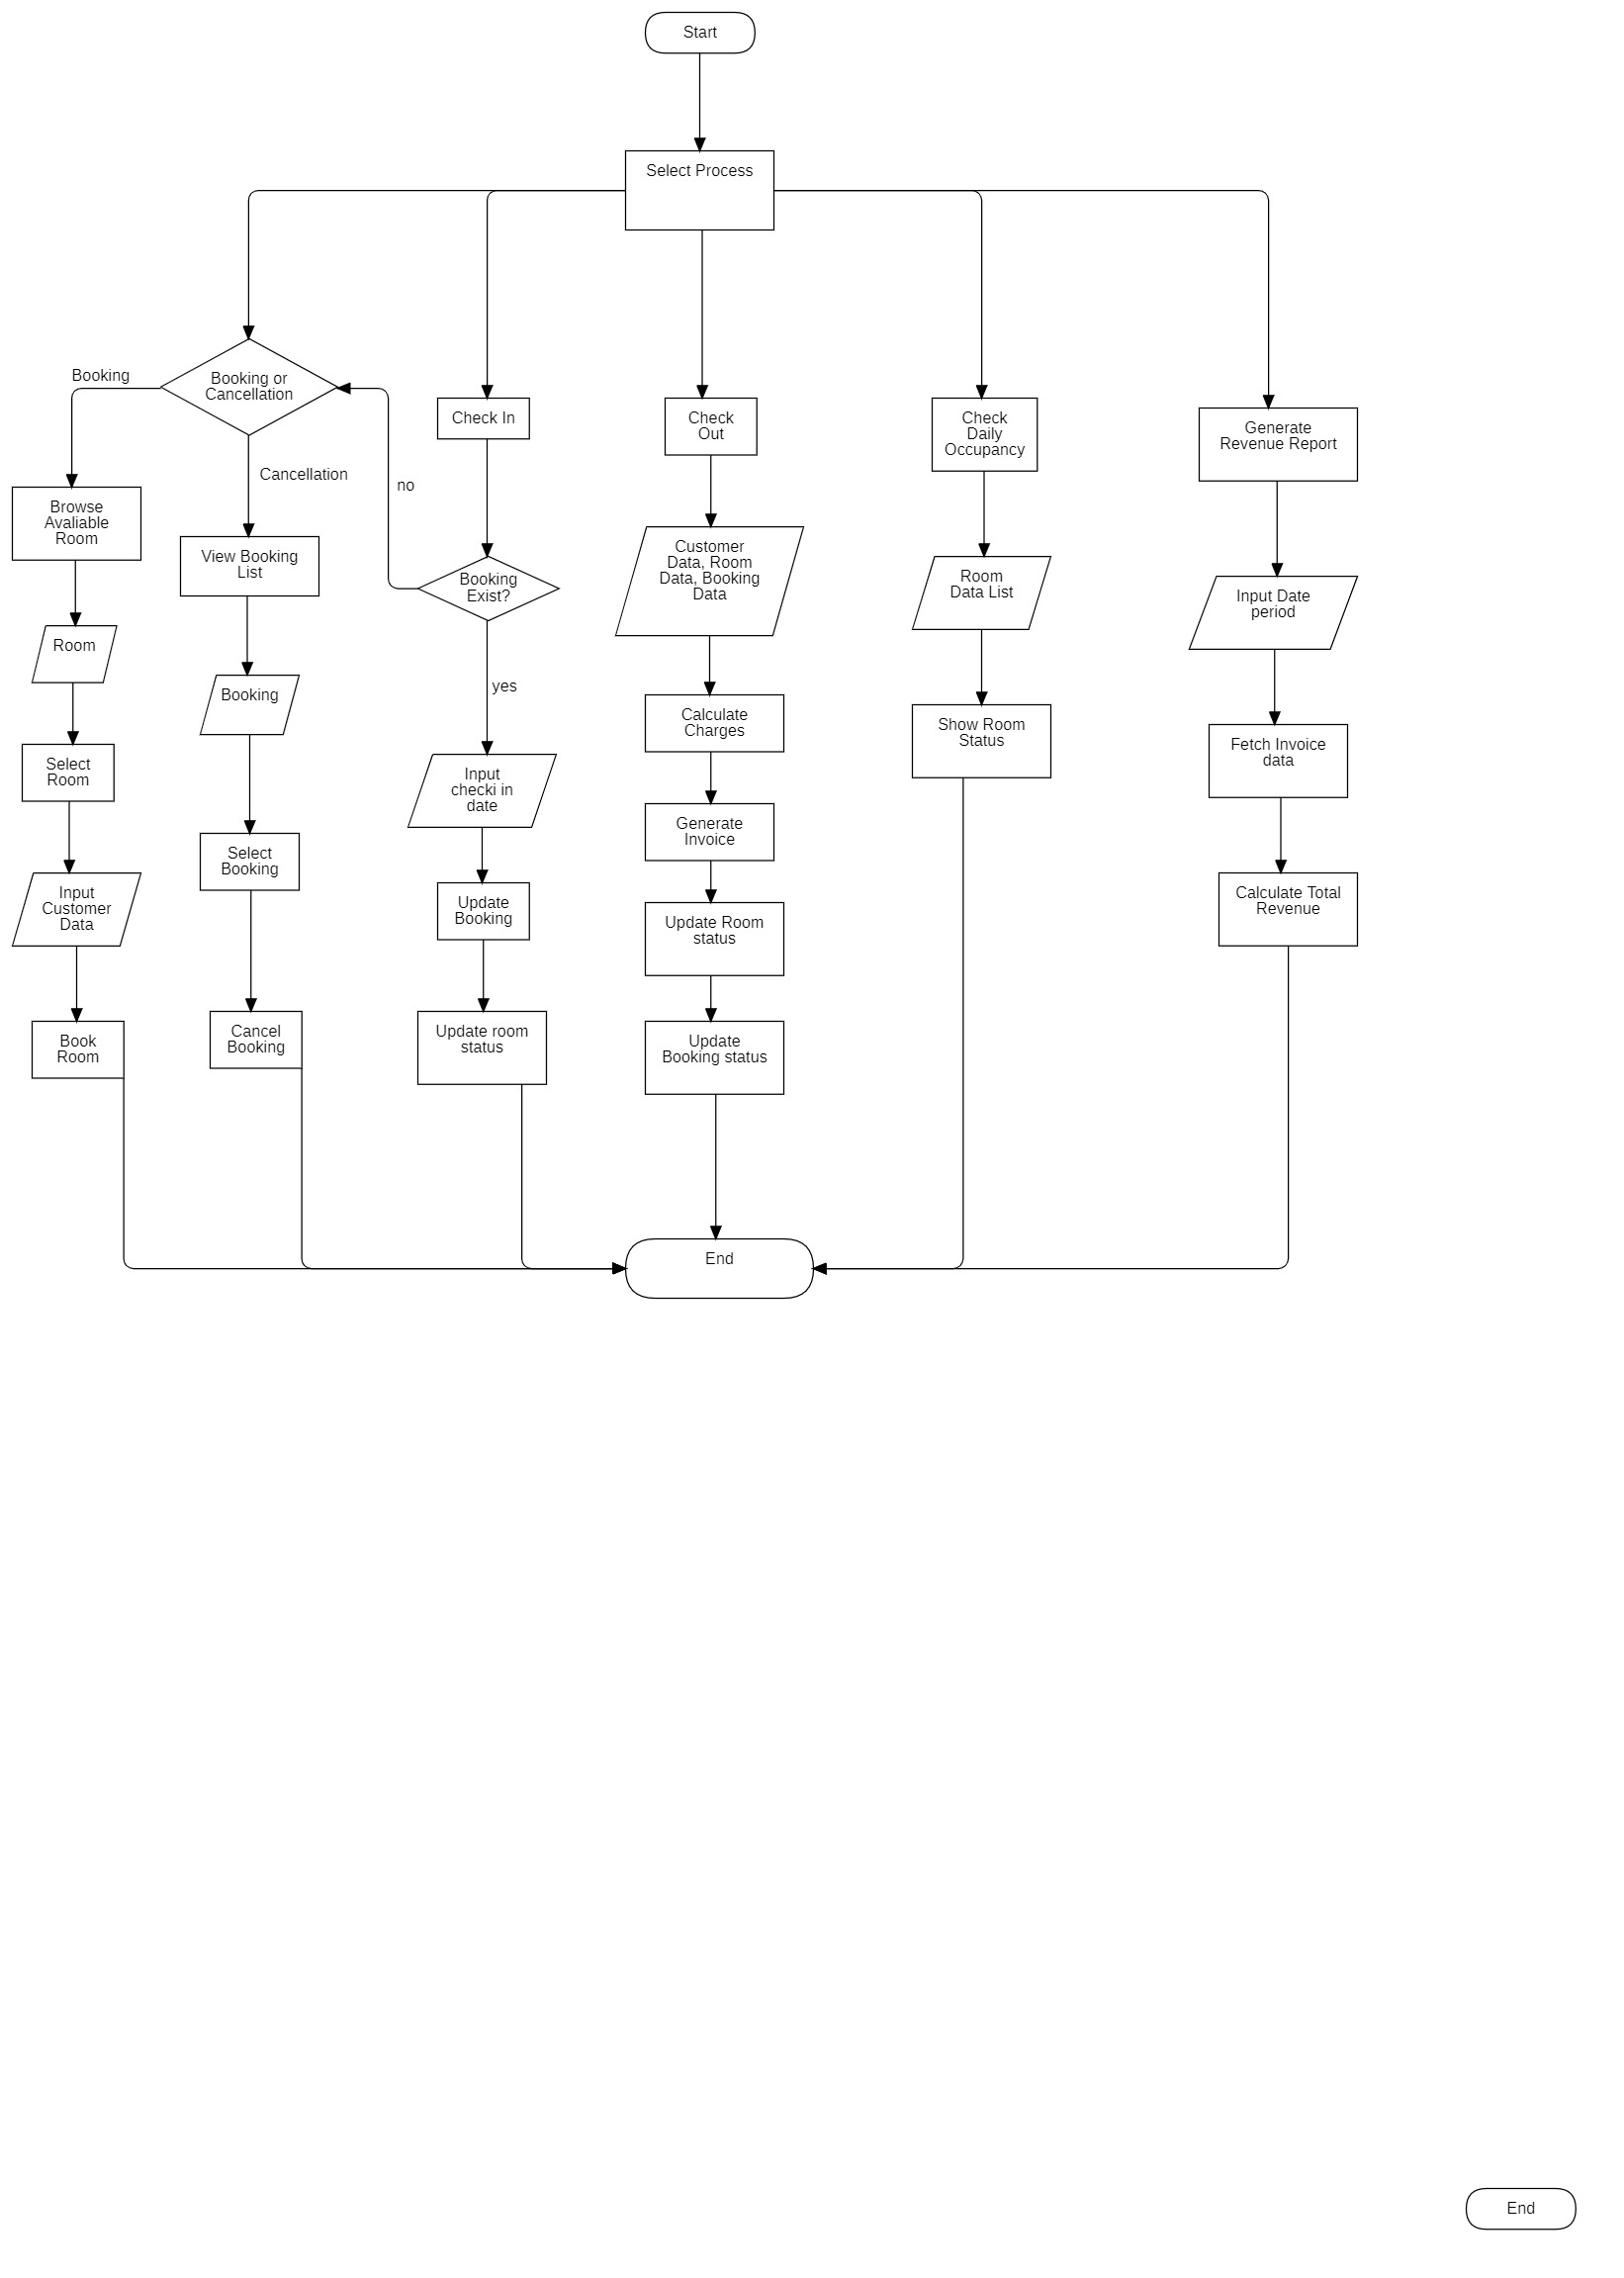 Start
Select Process
Booking
Booking or
Cancellation
Cancellation
no
Check In
Check
Out
Check
Daily
Occupancy
Generate
Revenue Report
Browse
Avaliable
Room
View Booking
List
Booking
Exist?
Customer
Data, Room
Data, Booking
Data
Room
Data List
Input Date
period
Room
Booking
yes
Calculate
Charges
Show Room
Status
Fetch Invoice
data
Select
Room
Input
checki in
date
Generate
Invoice
Select
Booking
Input
Customer
Data
Update
Booking
Update Room
status
Calculate Total
Revenue
Book
Room
Cancel
Booking
Update room
status
Update
Booking status
End
End